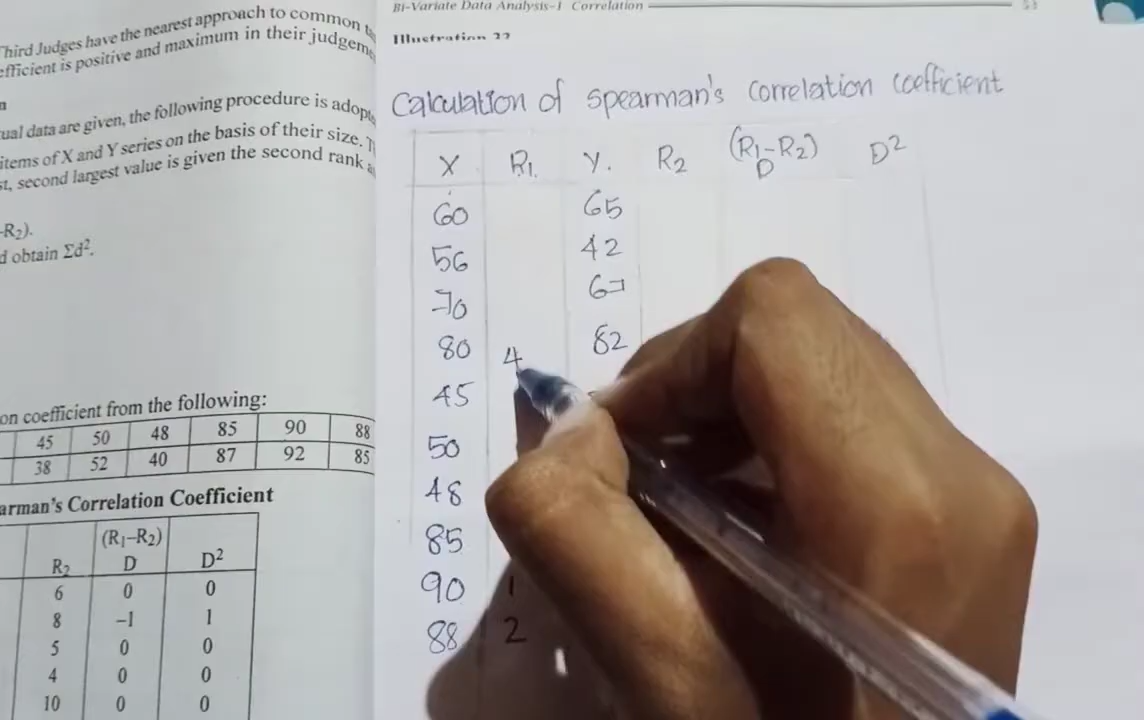 Third Judges have the nearest approach to common
efficient is positive and maximum in their judgeme
ual data are given, the following procedure is adop
items of X and Y series on the basis of their size.
st, second largest value is given the second rank a
-R₂).
d obtain Σd².
on coefficient from the following:
45 50 48 85 90 88
38 52 40 87 92 85
arman's Correlation Coefficient
R₂ (R₁–R₂) D D²
6 0 0
8 –1 1
5 0 0
4 0 0
10 0 0
Bi-Variate Data Analysis-1 Correlation 53
Illustration 22
Calculation of Spearman's Correlation Coefficient
X R₁. Y. R₂ (R₁-R₂) D D²
60 65
56 42
70 67
80 4 82
45
50
48
85
90 1
88 2